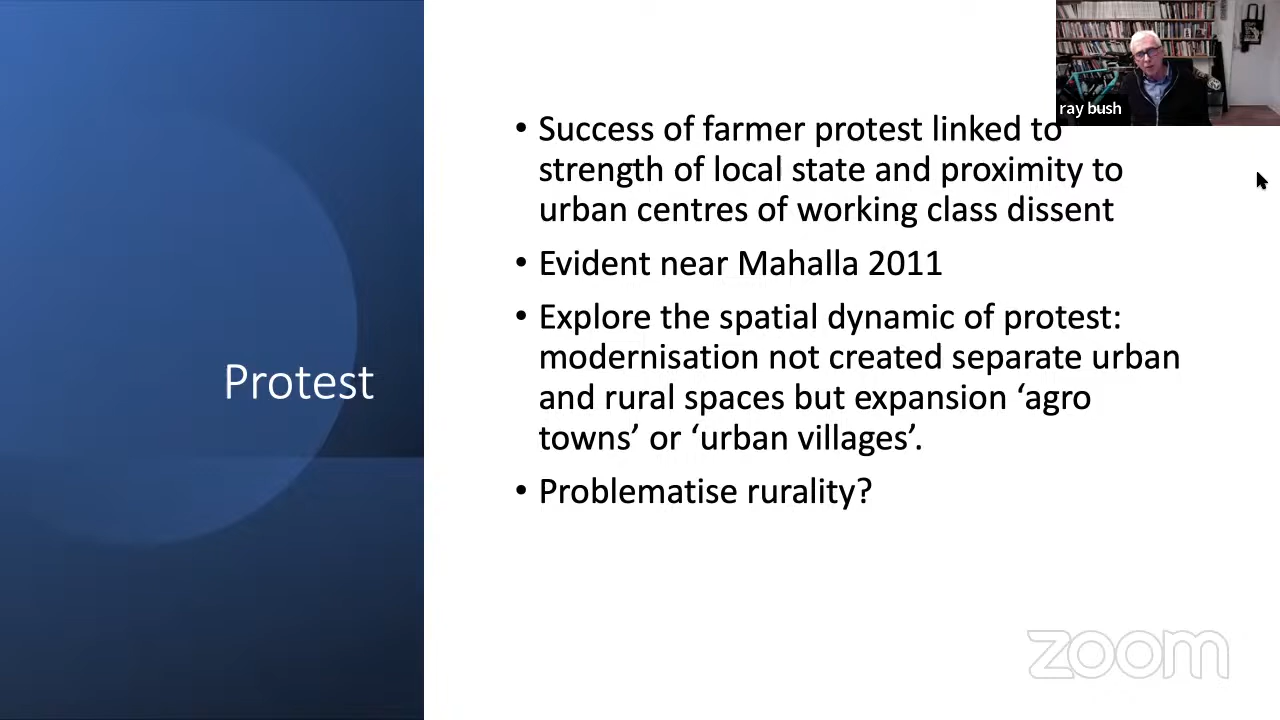 ray bush
• Success of farmer protest linked to
strength of local state and proximity to
urban centres of working class dissent
• Evident near Mahalla 2011
• Explore the spatial dynamic of protest:
modernisation not created separate urban
and rural spaces but expansion ‘agro
towns’ or ‘urban villages’.
• Problematise rurality?
Protest
zoom